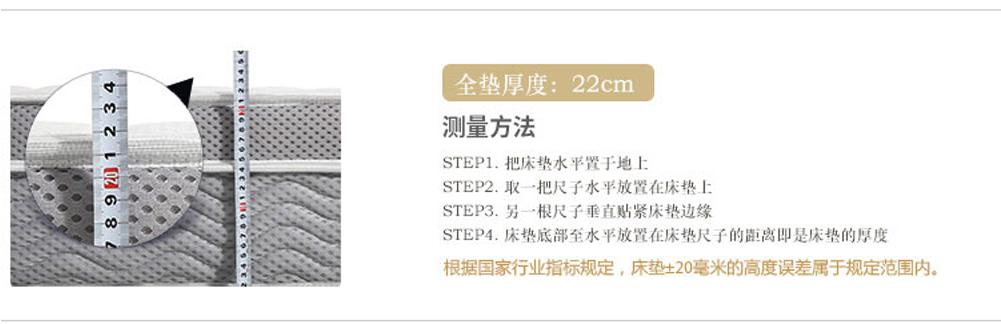 全垫厚度：22cm
测量方法
STEP1. 把床垫水平置于地上
STEP2. 取一把尺子水平放置在床垫上
STEP3. 另一根尺子垂直贴紧床垫边缘
STEP4. 床垫底部至水平放置在床垫尺子的距离即是床垫的厚度
根据国家行业指标规定，床垫±20毫米的高度误差属于规定范围内。
4
3
2
1
20
9
8
7